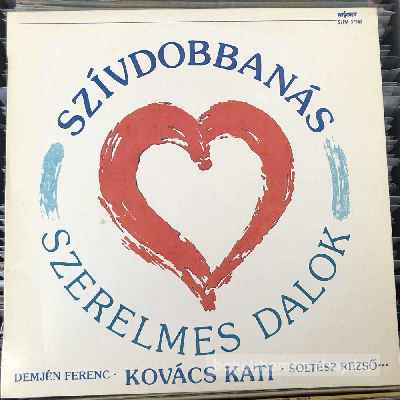 SZÍVDOBBANÁS
SZERELMES DALOK
DEMJÉN FERENC · KOVÁCS KATI · SOLTÉSZ REZSŐ...